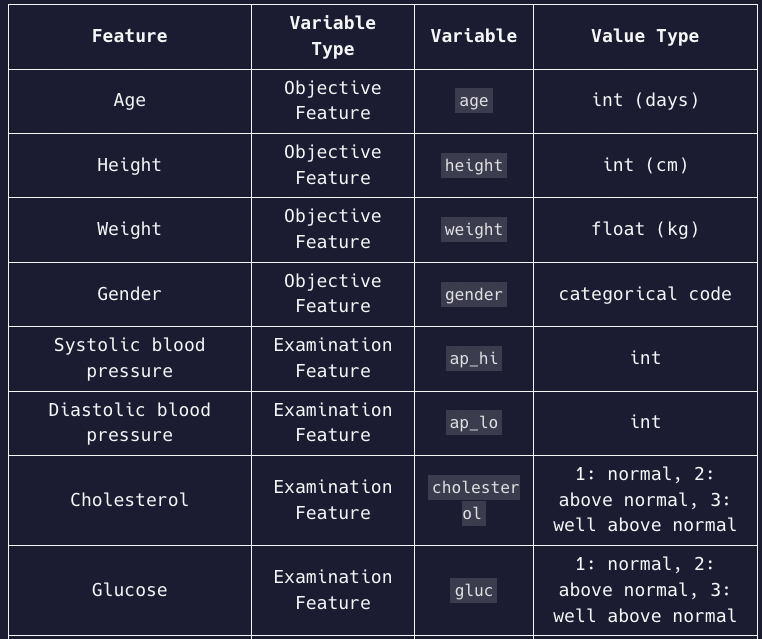 Feature Variable Type Variable Value Type
Age Objective Feature age int (days)
Height Objective Feature height int (cm)
Weight Objective Feature weight float (kg)
Gender Objective Feature gender categorical code
Systolic blood pressure Examination Feature ap_hi int
Diastolic blood pressure Examination Feature ap_lo int
Cholesterol Examination Feature cholesterol 1: normal, 2: above normal, 3: well above normal
Glucose Examination Feature gluc 1: normal, 2: above normal, 3: well above normal